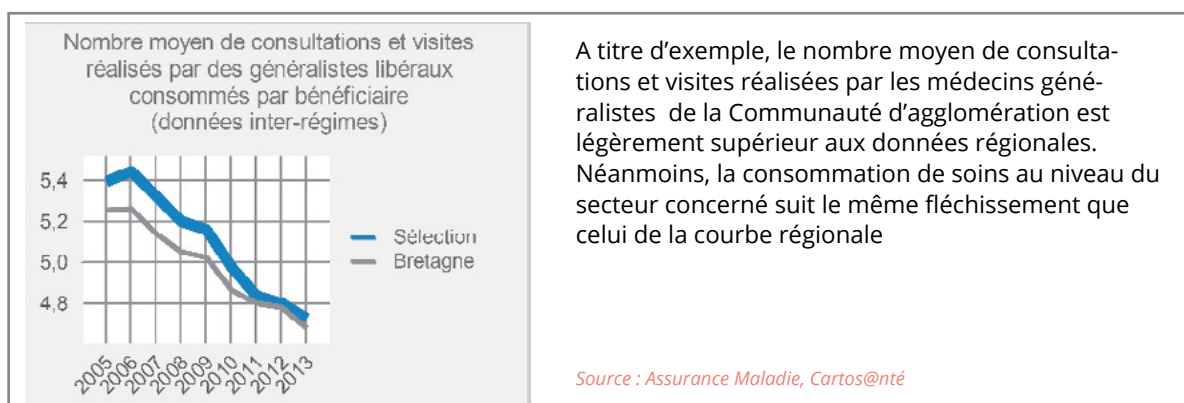 Nombre moyen de consultations et visites
réalisés par des généralistes libéraux
consommés par bénéficiaire
(données inter-régimes)
5,4
5,2
5,0
4,8
2005
2006
2007
2008
2009
2010
2011
2012
2013
Sélection
Bretagne
A titre d'exemple, le nombre moyen de consulta-
tions et visites réalisées par les médecins géné-
ralistes de la Communauté d'agglomération est
légèrement supérieur aux données régionales.
Néanmoins, la consommation de soins au niveau du
secteur concerné suit le même fléchissement que
celui de la courbe régionale
Source : Assurance Maladie, Cartos@nté